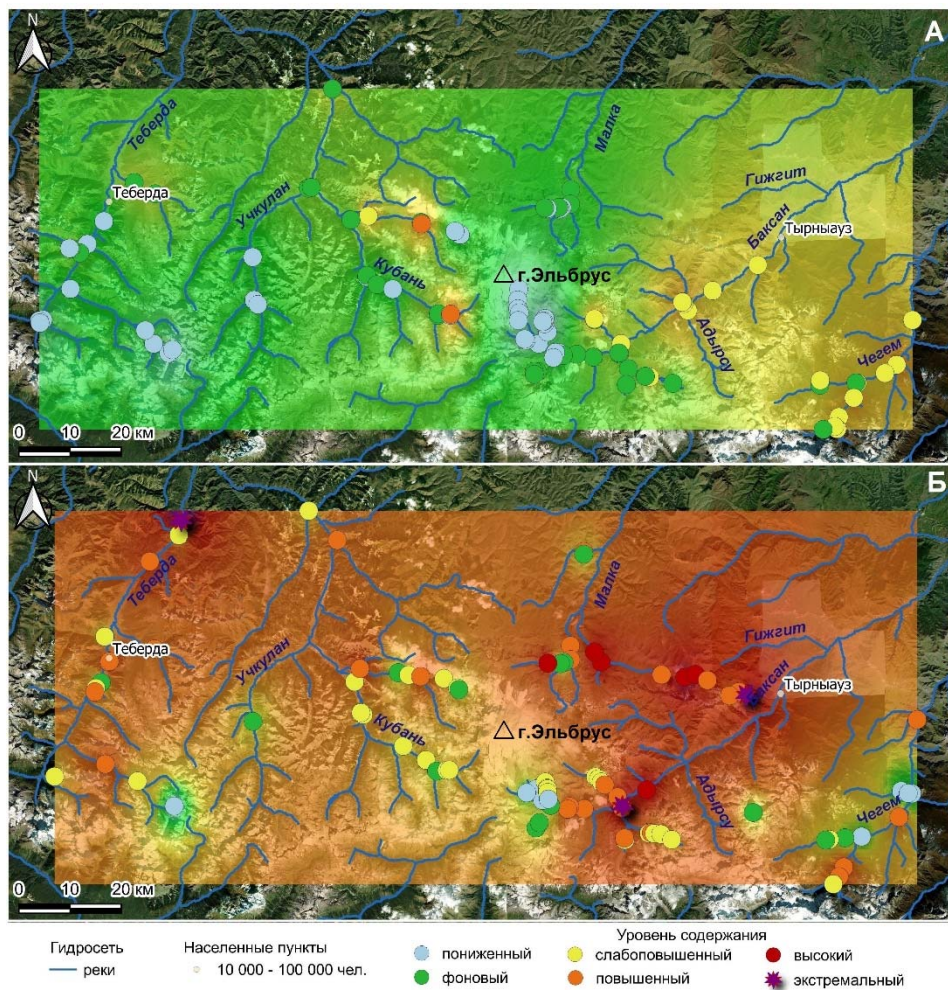 N
А
Теберда
Малка
Теберда
Учкулан
Гижгит
Баксан
Тырныауз
г.Эльбрус
Кубань
Адырсу
Чегем
0 10 20 км
N
Б
Теберда
Малка
Гижгит
Теберда
Учкулан
аксан
Тырныауз
г.Эльбрус
Кубань
Адырсу
Чегем
0 10 20 км
Гидросеть
реки
Населенные пункты
10 000 - 100 000 чел.
Уровень содержания
пониженный
слабоповышенный
высокий
фоновый
повышенный
экстремальный